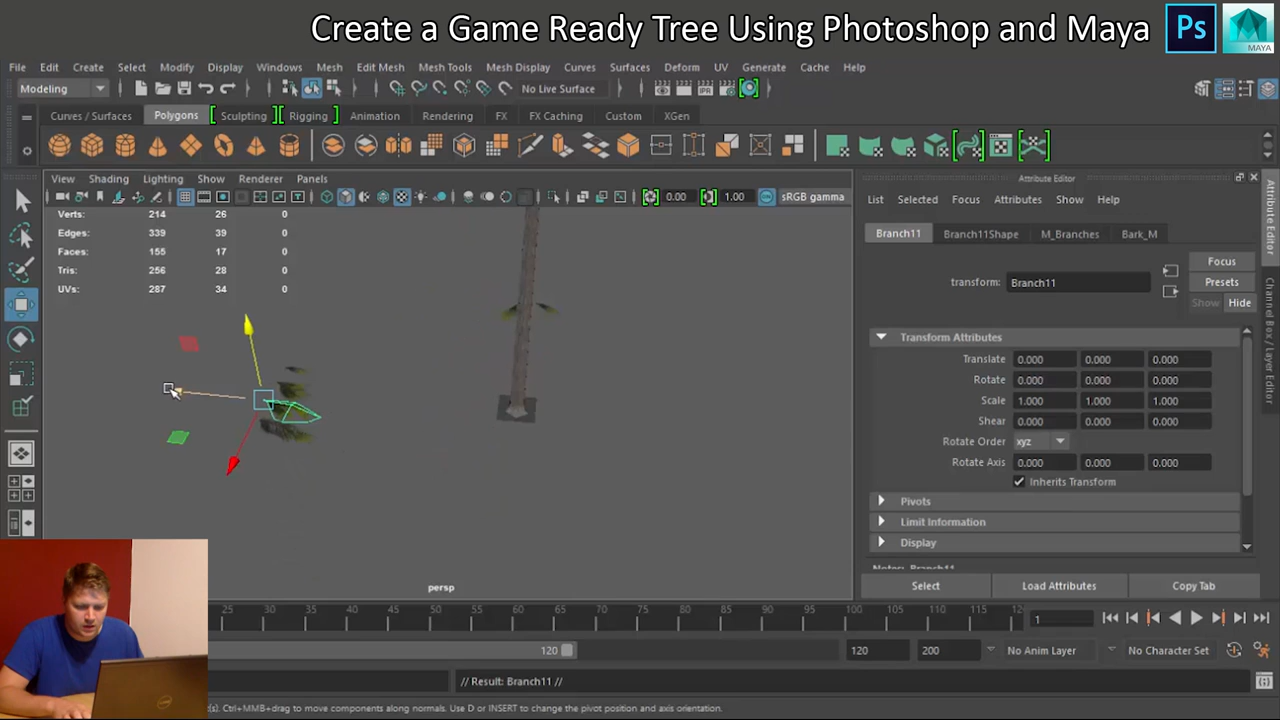 Create a Game Ready Tree Using Photoshop and Maya Ps MAYA
File Edit Create Select Modify Display Windows Mesh Edit Mesh Mesh Tools Mesh Display Curves Surfaces Deform UV Generate Cache Help
Modeling No Live Surface
Curves / Surfaces Polygons Sculpting Rigging Animation Rendering FX FX Caching Custom XGen
View Shading Lighting Show Renderer Panels
0.00 1.00 sRGB gamma
Verts: 214 26 0
Edges: 339 39 0
Faces: 155 17 0
Tris: 256 28 0
UVs: 287 34 0
persp
Attribute Editor
List Selected Focus Attributes Show Help
Branch11 Branch11Shape M_Branches Bark_M
Focus
transform: Branch11 Presets
Show Hide
Transform Attributes
Translate 0.000 0.000 0.000
Rotate 0.000 0.000 0.000
Scale 1.000 1.000 1.000
Shear 0.000 0.000 0.000
Rotate Order xyz
Rotate Axis 0.000 0.000 0.000
Inherits Transform
Pivots
Limit Information
Display
Notes: Branch11
Select Load Attributes Copy Tab
Attribute Editor
Channel Box / Layer Editor
25 30 35 40 45 50 55 60 65 70 75 80 85 90 95 100 105 110 115 12 1
120 120 200 No Anim Layer No Character Set
// Result: Branch11 //
Ctrl+MMB+drag to move components along normals. Use D or INSERT to change the pivot position and axis orientation.